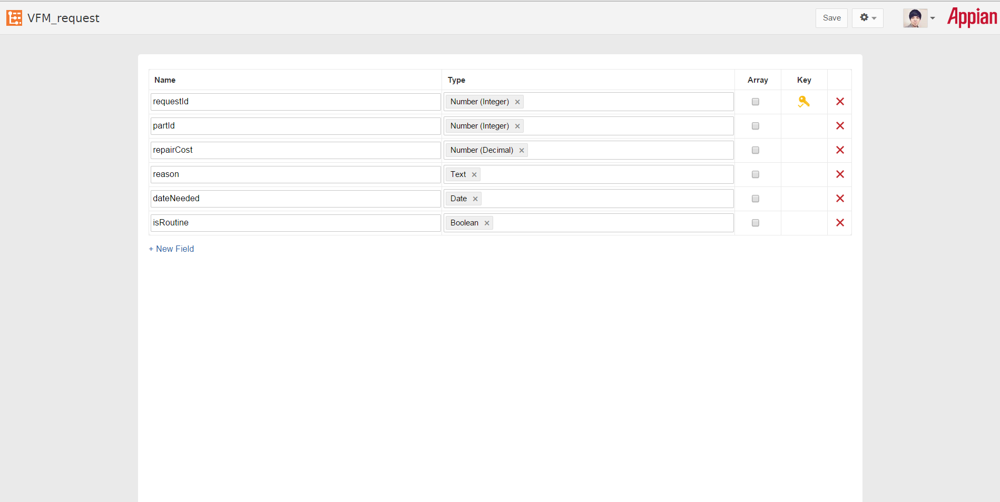 VFM_request
Save
Appian
Name Type Array Key
requestId Number (Integer)
partId Number (Integer)
repairCost Number (Decimal)
reason Text
dateNeeded Date
isRoutine Boolean
+ New Field